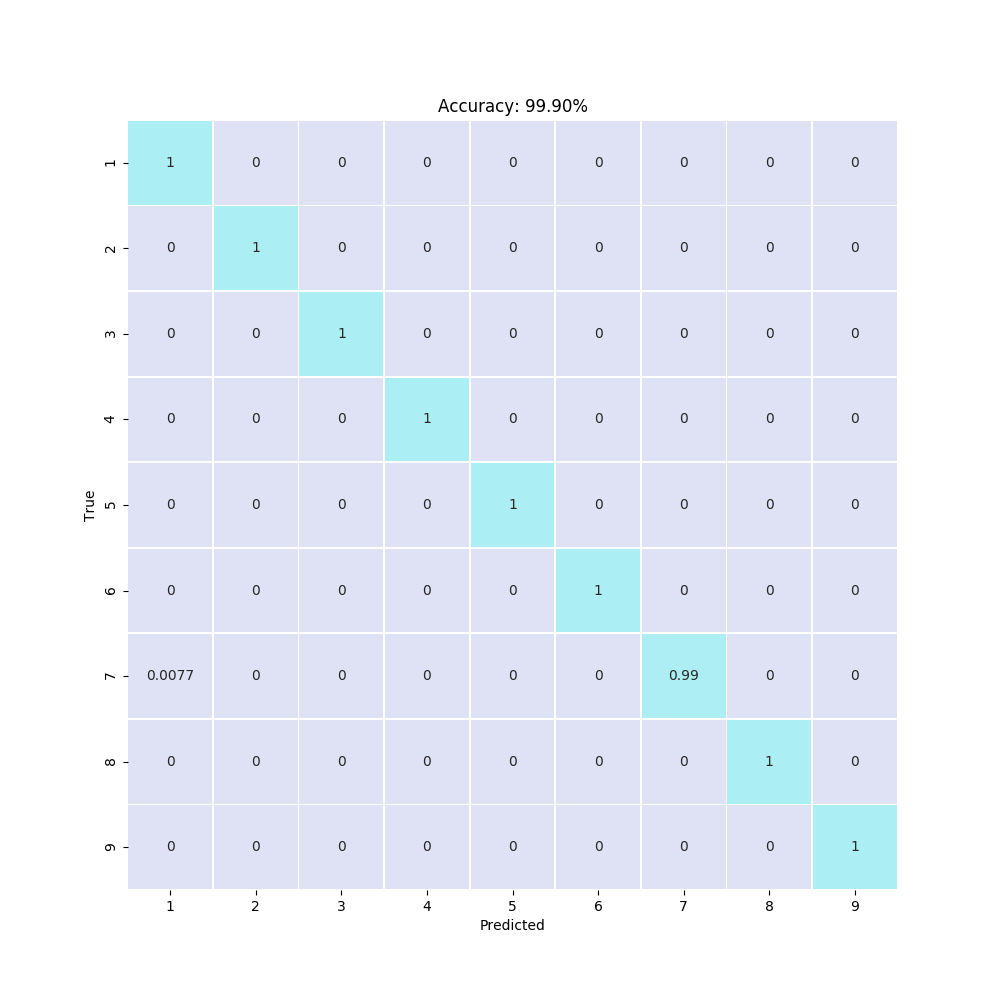 Accuracy: 99.90%
1 1 0 0 0 0 0 0 0 0
2 0 1 0 0 0 0 0 0 0
3 0 0 1 0 0 0 0 0 0
4 0 0 0 1 0 0 0 0 0
True
5 0 0 0 0 1 0 0 0 0
6 0 0 0 0 0 1 0 0 0
7 0.0077 0 0 0 0 0 0.99 0 0
8 0 0 0 0 0 0 0 1 0
9 0 0 0 0 0 0 0 0 1
1 2 3 4 5 6 7 8 9
Predicted